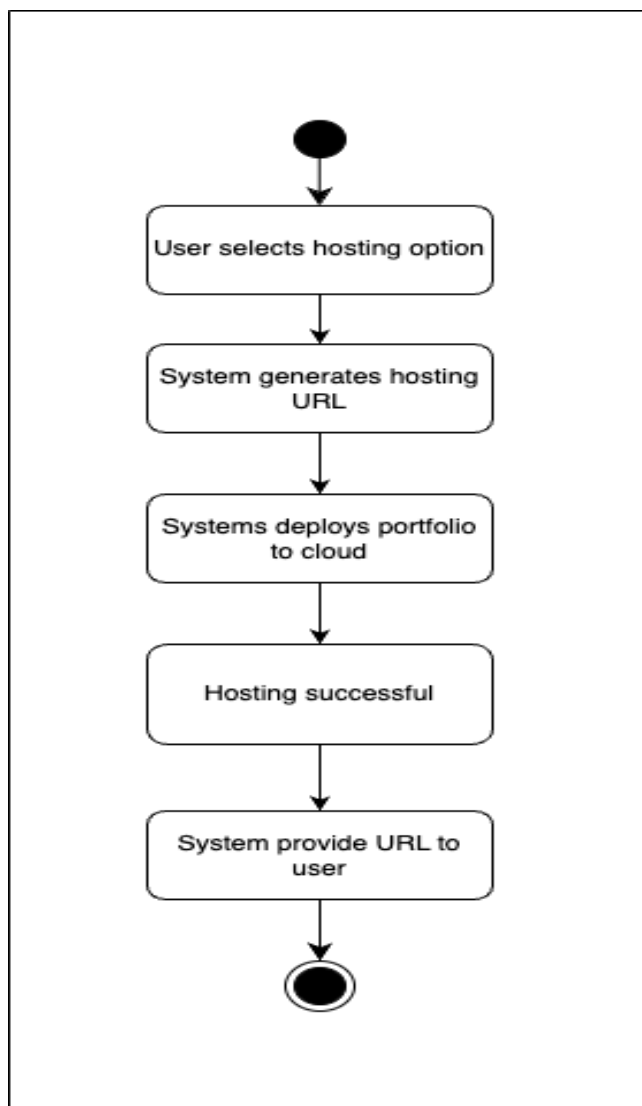 User selects hosting option
System generates hosting
URL
Systems deploys portfolio
to cloud
Hosting successful
System provide URL to
user